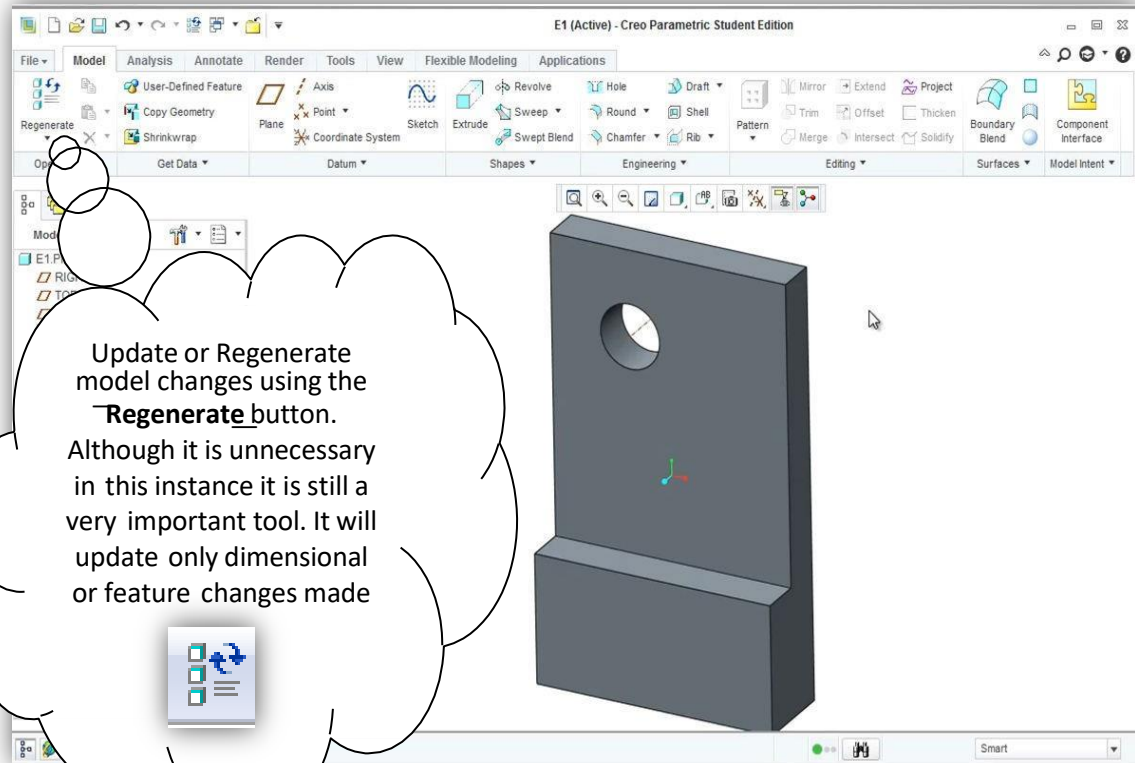 E1 (Active) - Creo Parametric Student Edition
File Model Analysis Annotate Render Tools View Flexible Modeling Applications
User-Defined Feature Axis Revolve Hole Draft Mirror Extend Project
Copy Geometry Point Sweep Round Shell Trim Offset Thicken
Regenerate Plane Sketch Extrude Pattern Boundary Blend Component Interface
Shrinkwrap Coordinate System Swept Blend Chamfer Rib Merge Intersect Solidify
Get Data Datum Shapes Engineering Editing Surfaces Model Intent
Update or Regenerate
model changes using the
Regenerate button.
Although it is unnecessary
in this instance it is still a
very important tool. It will
update only dimensional
or feature changes made
Smart